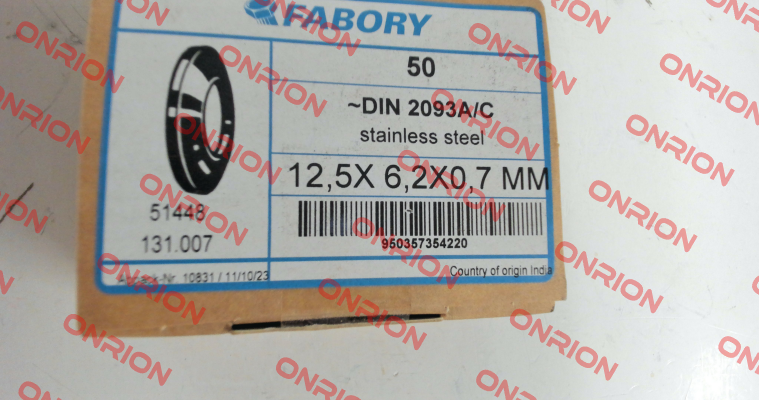 FABORY
50
~DIN 2093A/C
stainless steel
12,5X 6,2X0,7 MM
51448
131.007
950357354220
10831 / 11/10/23
Country of origin India
ONRION